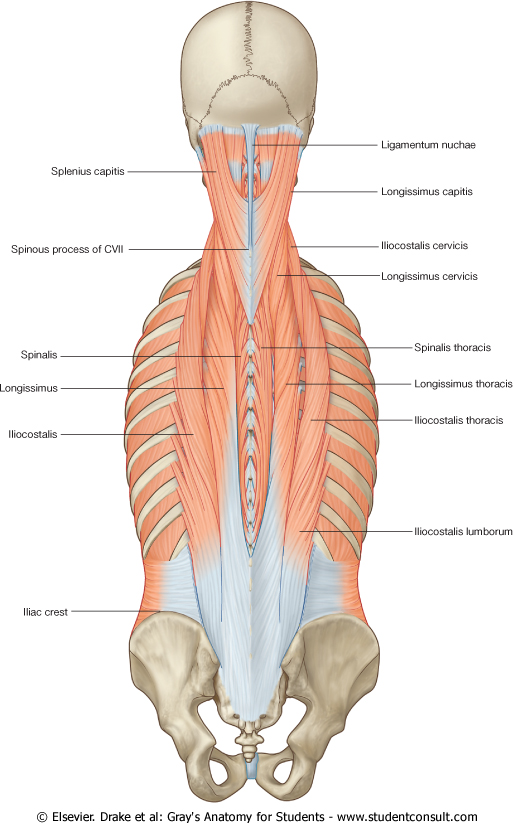 Ligamentum nuchae
Splenius capitis
Longissimus capitis
Spinous process of CVII
Iliocostalis cervicis
Longissimus cervicis
Spinalis
Spinalis thoracis
Longissimus
Longissimus thoracis
Iliocostalis
Iliocostalis thoracis
Iliocostalis lumborum
Iliac crest
© Elsevier. Drake et al: Gray's Anatomy for Students - www.studentconsult.com